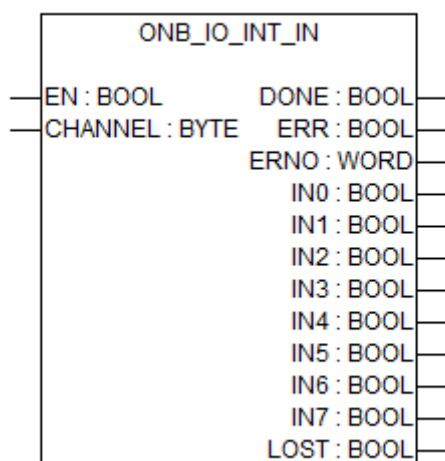 ONB_IO_INT_IN
EN : BOOL DONE : BOOL
CHANNEL : BYTE ERR : BOOL
ERNO : WORD
IN0 : BOOL
IN1 : BOOL
IN2 : BOOL
IN3 : BOOL
IN4 : BOOL
IN5 : BOOL
IN6 : BOOL
IN7 : BOOL
LOST : BOOL